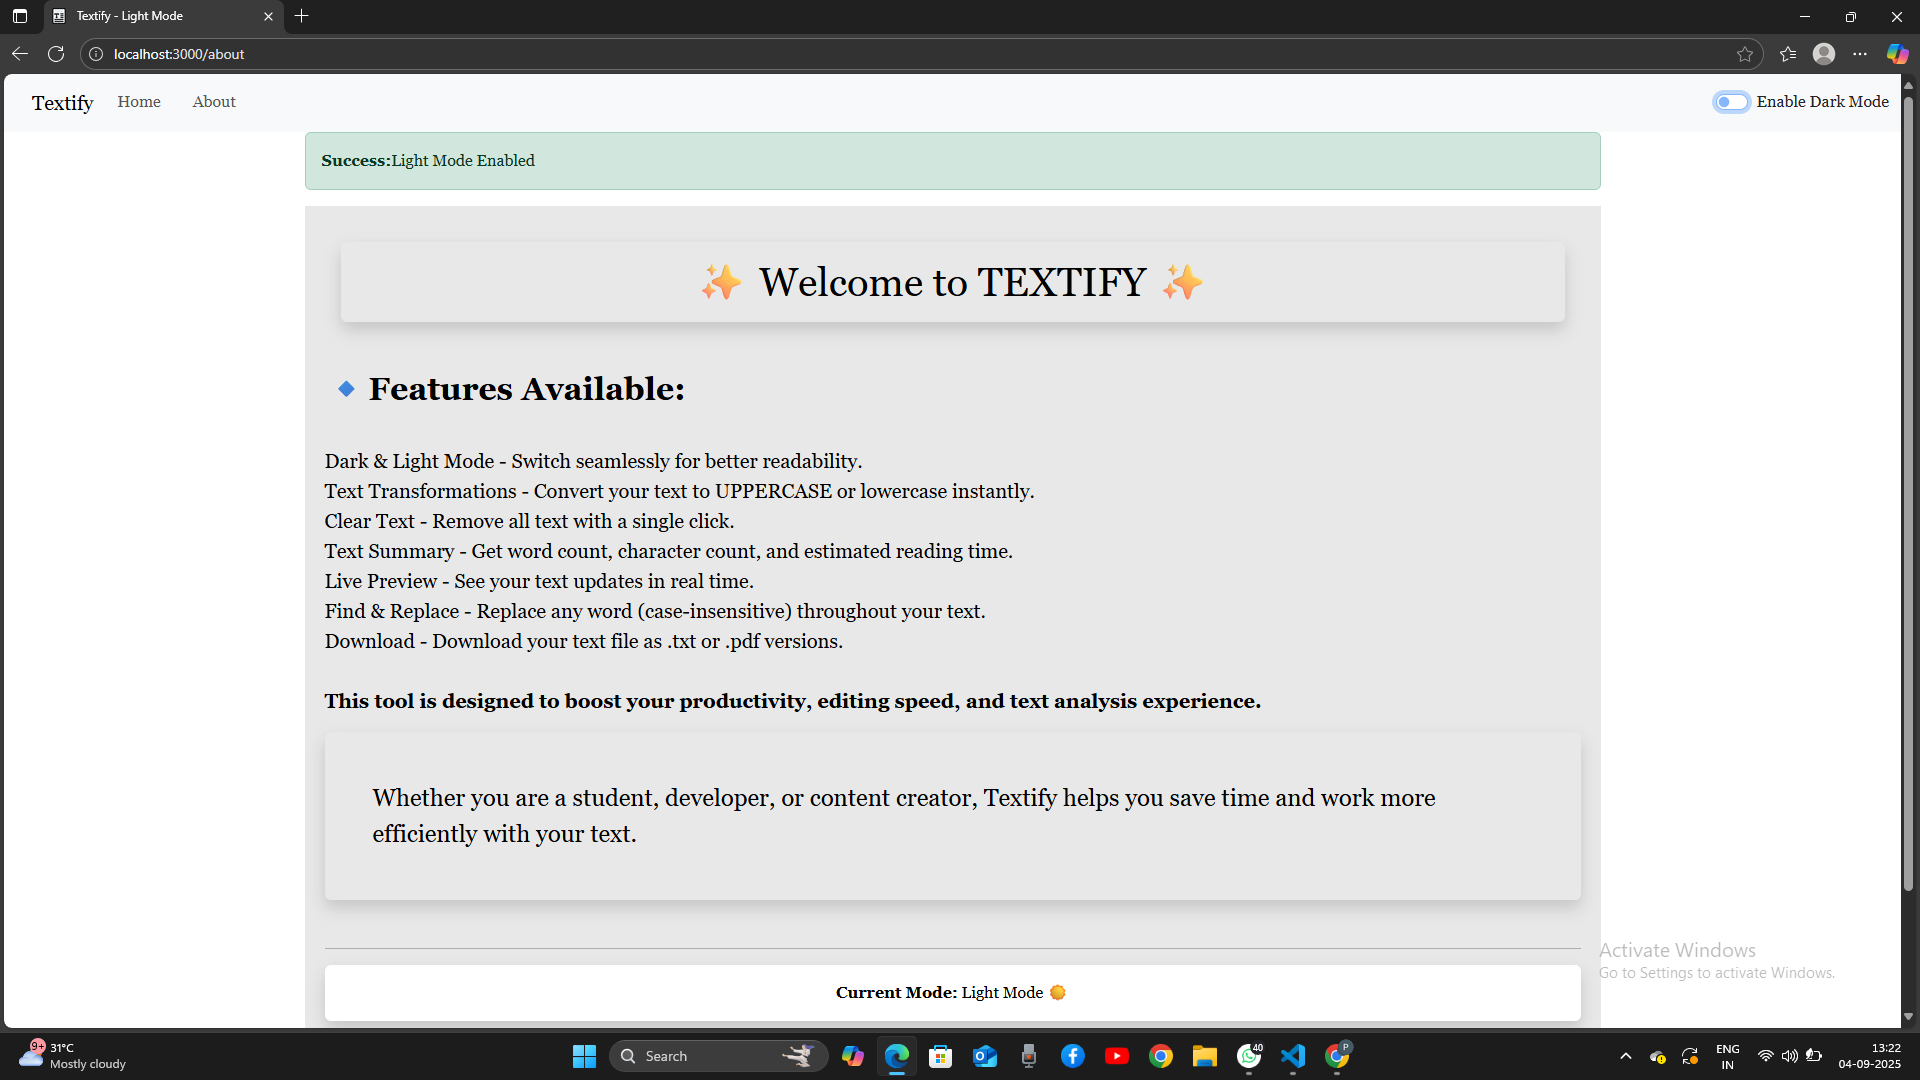 Textify - Light Mode
localhost:3000/about
Textify Home About
Enable Dark Mode
Success:Light Mode Enabled
✨ Welcome to TEXTIFY ✨
🔹 Features Available:
Dark & Light Mode - Switch seamlessly for better readability.
Text Transformations - Convert your text to UPPERCASE or lowercase instantly.
Clear Text - Remove all text with a single click.
Text Summary - Get word count, character count, and estimated reading time.
Live Preview - See your text updates in real time.
Find & Replace - Replace any word (case-insensitive) throughout your text.
Download - Download your text file as .txt or .pdf versions.
This tool is designed to boost your productivity, editing speed, and text analysis experience.
Whether you are a student, developer, or content creator, Textify helps you save time and work more
efficiently with your text.
Current Mode: Light Mode 🌞
Activate Windows
Go to Settings to activate Windows.
9+
31°C
Mostly cloudy
Search
40
P
ENG
IN
13:22
04-09-2025